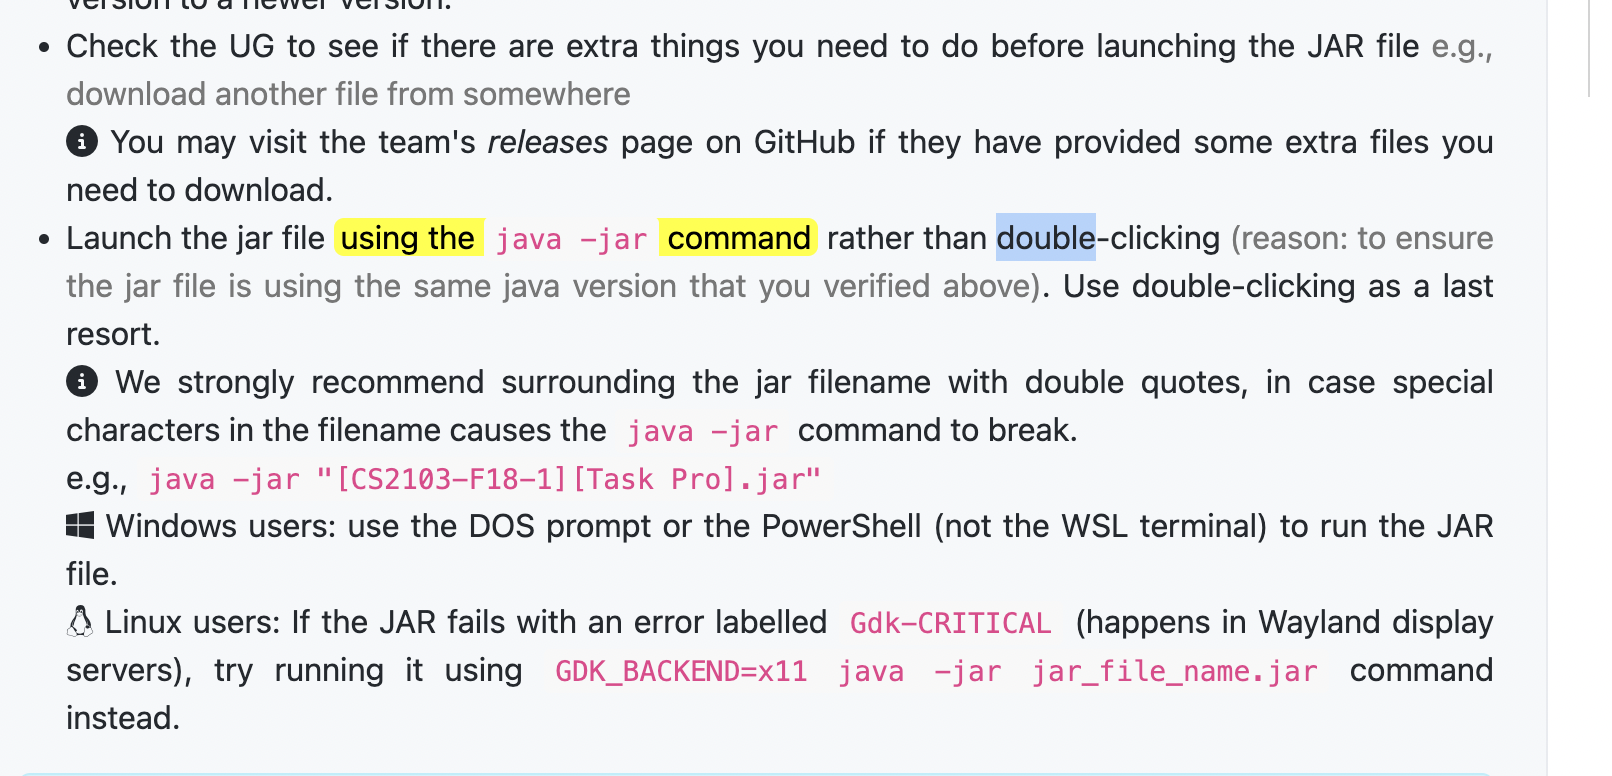 version to a newer version.
• Check the UG to see if there are extra things you need to do before launching the JAR file e.g.,
download another file from somewhere
You may visit the team's releases page on GitHub if they have provided some extra files you
need to download.
• Launch the jar file using the java -jar command rather than double-clicking (reason: to ensure
the jar file is using the same java version that you verified above). Use double-clicking as a last
resort.
We strongly recommend surrounding the jar filename with double quotes, in case special
characters in the filename causes the java -jar command to break.
e.g., java -jar "[CS2103-F18-1][Task Pro].jar"
Windows users: use the DOS prompt or the PowerShell (not the WSL terminal) to run the JAR
file.
Linux users: If the JAR fails with an error labelled Gdk-CRITICAL (happens in Wayland display
servers), try running it using GDK_BACKEND=x11 java -jar jar_file_name.jar command
instead.